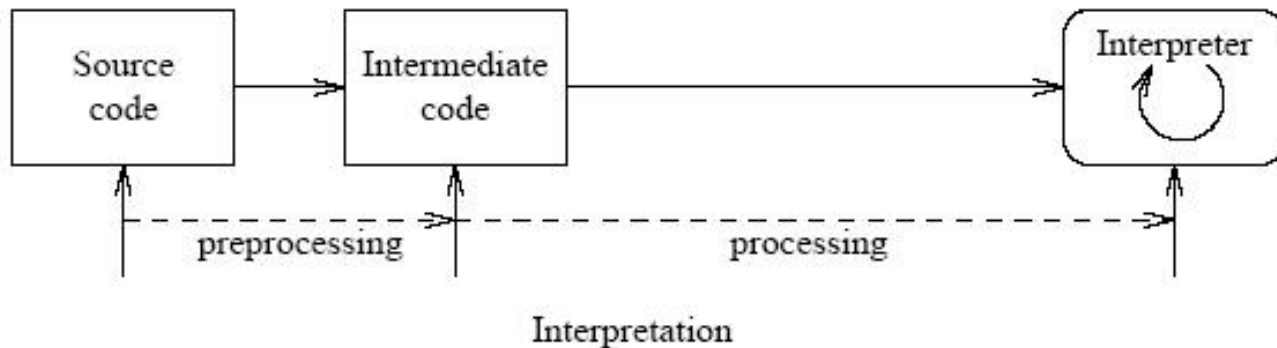 Source
code
Intermediate
code
Interpreter
preprocessing
processing
Interpretation